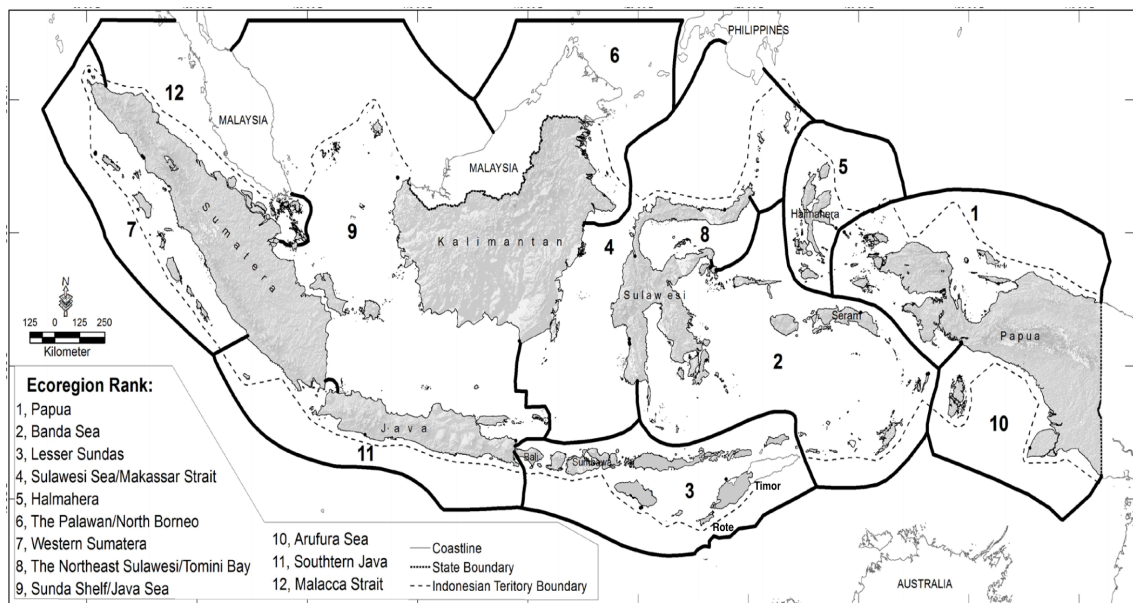 PHILIPPINES
6
12
MALAYSIA
5
MALAYSIA
Halmahera
1
7
Sumatera
9
Kalimantan
4
8
N
125 0 125 250
Kilometer
Sulawesi
Seram
Papua
2
Ecoregion Rank:
1, Papua
2, Banda Sea
3, Lesser Sundas
4, Sulawesi Sea/Makassar Strait
5, Halmahera
6, The Palawan/North Borneo
7, Western Sumatera
8, The Northeast Sulawesi/Tomini Bay
9, Sunda Shelf/Java Sea
10, Arufura Sea
11, Southtern Java
12, Malacca Strait
Coastline
State Boundary
Indonesian Teritory Boundary
Java
11
Bali
Sumbawa
10
3
Timor
Rote
AUSTRALIA